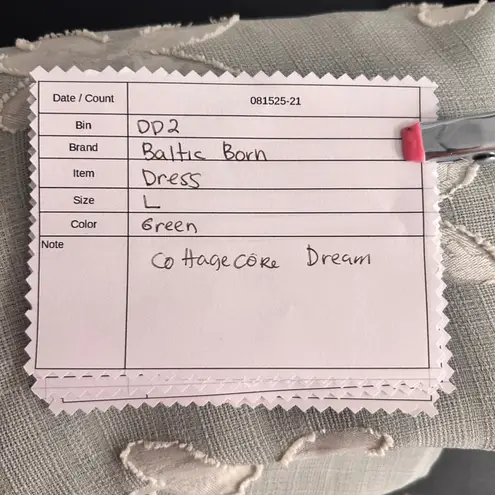 Date / Count 081525-21
Bin DD2
Brand Baltic Born
Item Dress
Size L
Color Green
Note Cottagecore Dream